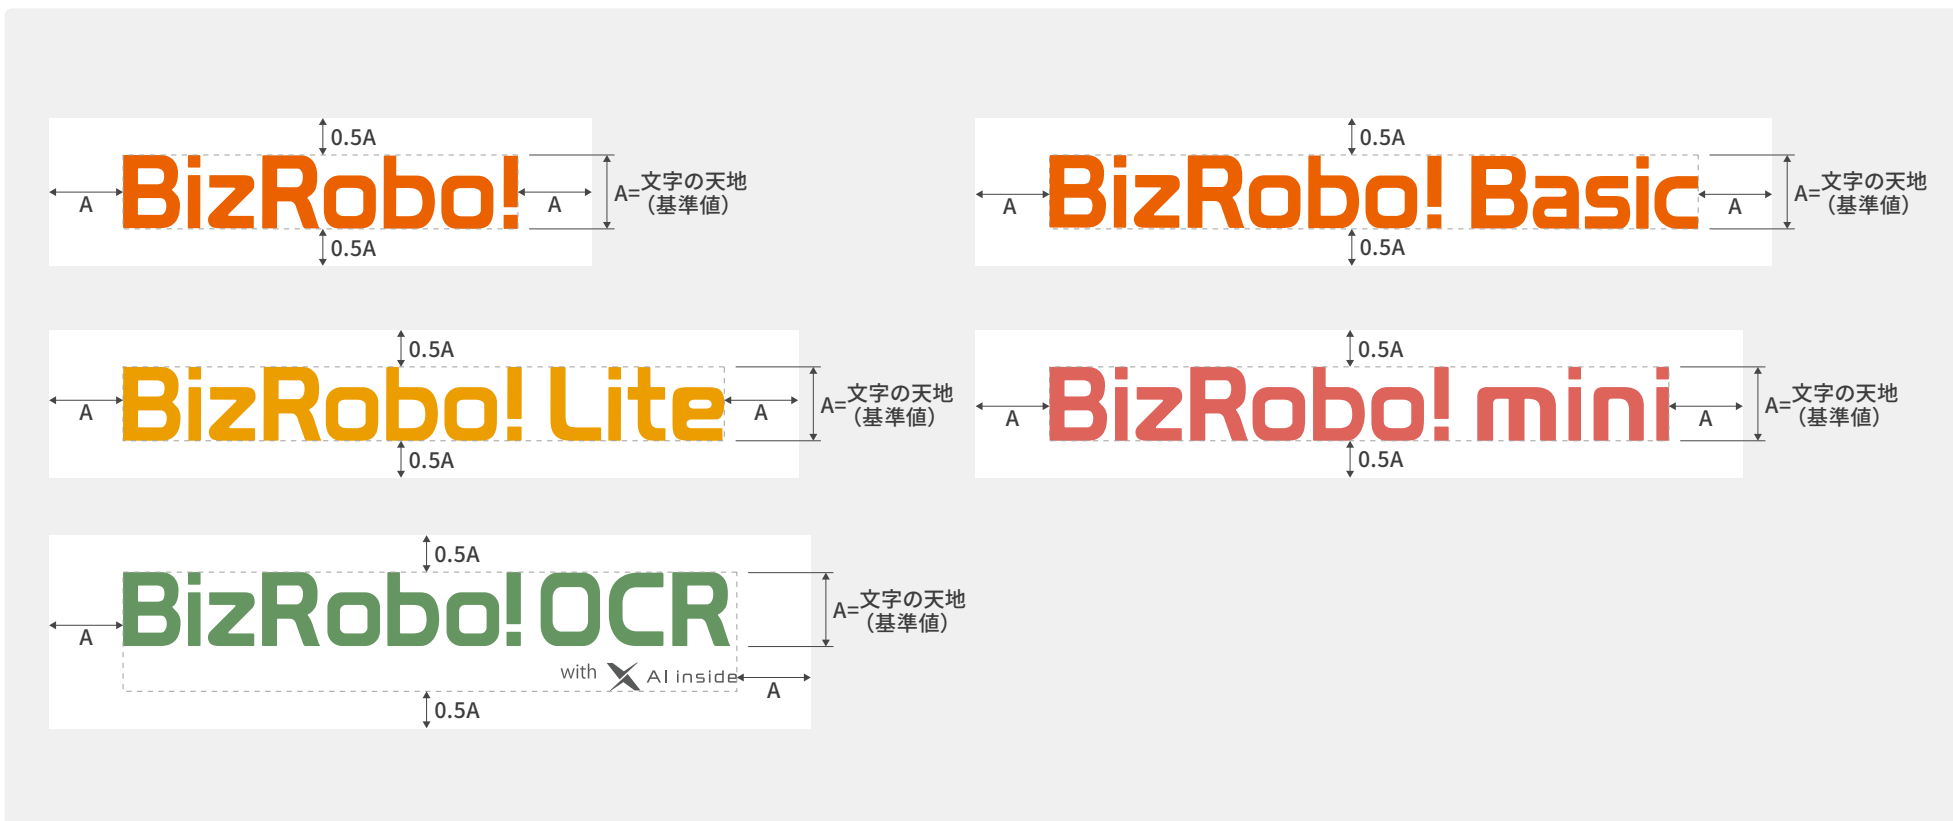 0.5A
BizRobo!
A
A
A=文字の天地
(基準値)
0.5A
0.5A
BizRobo! Basic
A
A
A=文字の天地
(基準値)
0.5A
0.5A
BizRobo! Lite
A
A
A=文字の天地
(基準値)
0.5A
0.5A
BizRobo! mini
A
A
A=文字の天地
(基準値)
0.5A
0.5A
BizRobo! OCR
A
A=文字の天地
(基準値)
with AI inside
A
0.5A